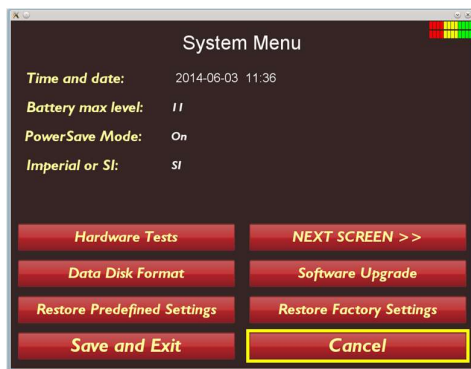 System Menu
Time and date: 2014-06-03 11:36
Battery max level: 11
PowerSave Mode: On
Imperial or SI: SI
Hardware Tests NEXT SCREEN >>
Data Disk Format Software Upgrade
Restore Predefined Settings Restore Factory Settings
Save and Exit Cancel